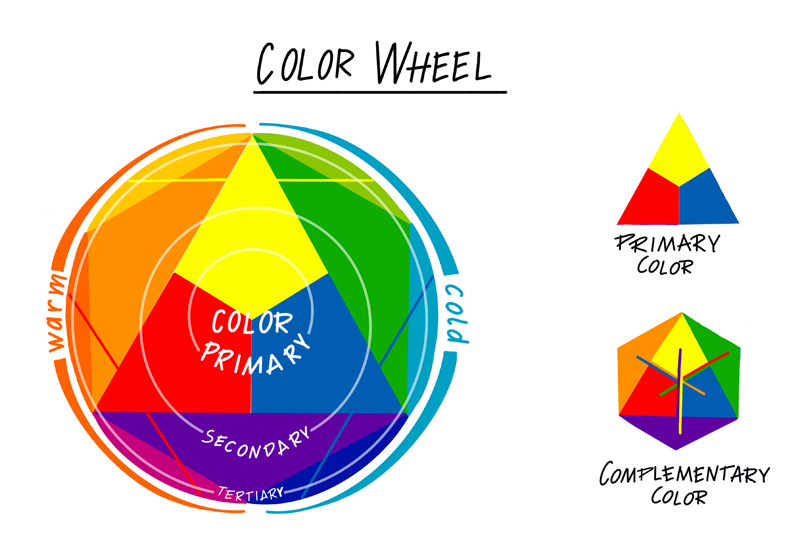 COLOR WHEEL
warm
cold
COLOR
PRIMARY
SECONDARY
TERTIARY
PRIMARY
COLOR
COMPLEMENTARY
COLOR